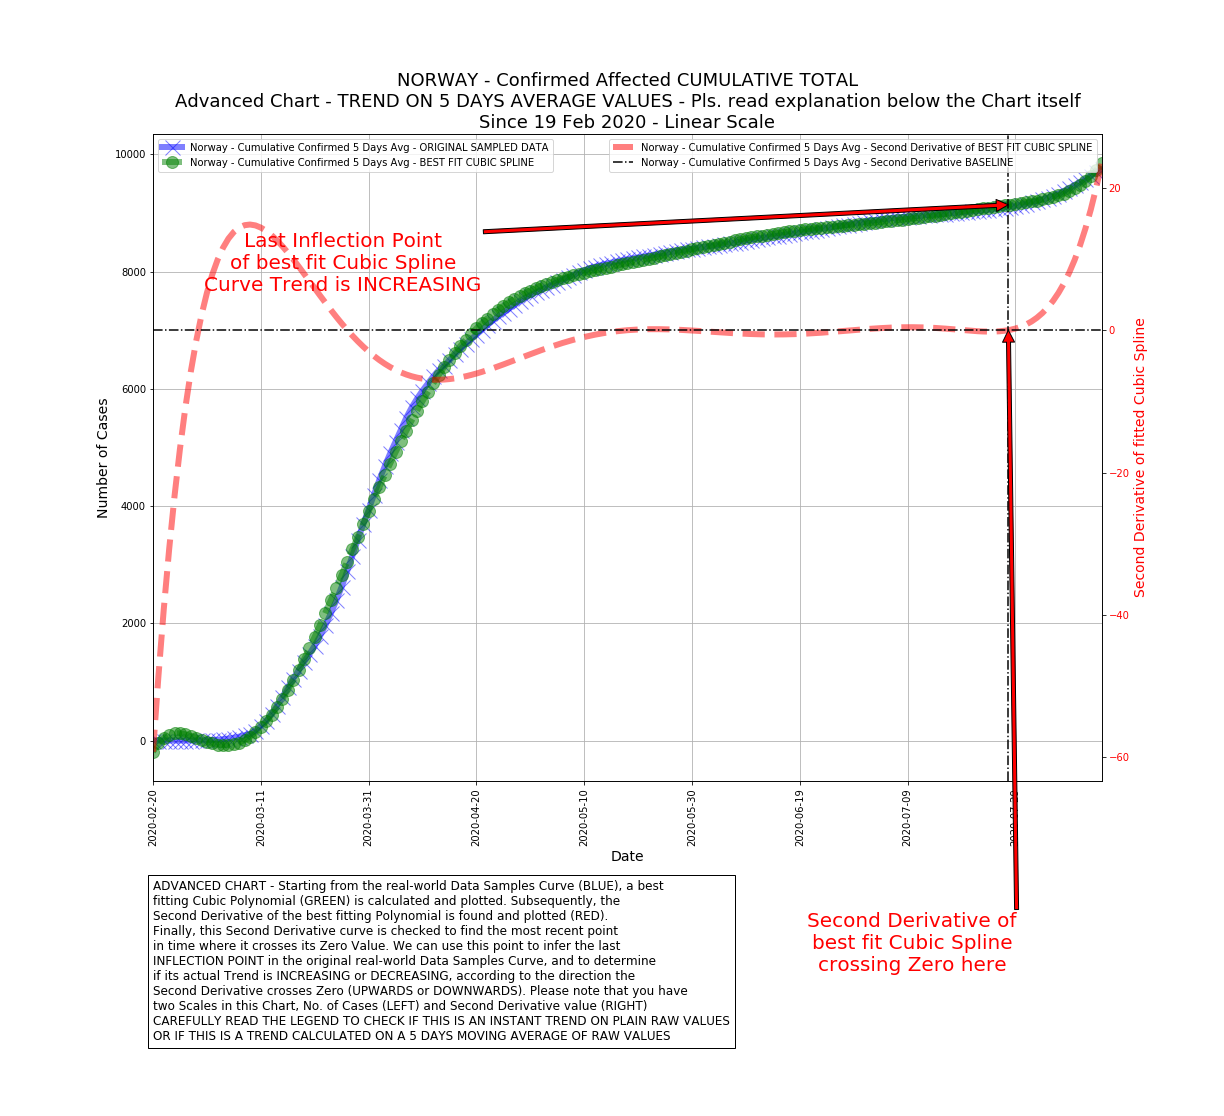 NORWAY - Confirmed Affected CUMULATIVE TOTAL
Advanced Chart - TREND ON 5 DAYS AVERAGE VALUES - Pls. read explanation below the Chart itself
Since 19 Feb 2020 - Linear Scale
Norway - Cumulative Confirmed 5 Days Avg - ORIGINAL SAMPLED DATA
Norway - Cumulative Confirmed 5 Days Avg - BEST FIT CUBIC SPLINE
Norway - Cumulative Confirmed 5 Days Avg - Second Derivative of BEST FIT CUBIC SPLINE
Norway - Cumulative Confirmed 5 Days Avg - Second Derivative BASELINE
Last Inflection Point
of best fit Cubic Spline
Curve Trend is INCREASING
Number of Cases
10000
8000
6000
4000
2000
0
20
0
−20
−40
−60
Second Derivative of fitted Cubic Spline
2020-02-20
2020-03-11
2020-03-31
2020-04-20
2020-05-10
2020-05-30
2020-06-19
2020-07-09
2020-07-29
Date
ADVANCED CHART - Starting from the real-world Data Samples Curve (BLUE), a best
fitting Cubic Polynomial (GREEN) is calculated and plotted. Subsequently, the
Second Derivative of the best fitting Polynomial is found and plotted (RED).
Finally, this Second Derivative curve is checked to find the most recent point
in time where it crosses its Zero Value. We can use this point to infer the last
INFLECTION POINT in the original real-world Data Samples Curve, and to determine
if its actual Trend is INCREASING or DECREASING, according to the direction the
Second Derivative crosses Zero (UPWARDS or DOWNWARDS). Please note that you have
two Scales in this Chart, No. of Cases (LEFT) and Second Derivative value (RIGHT)
CAREFULLY READ THE LEGEND TO CHECK IF THIS IS AN INSTANT TREND ON PLAIN RAW VALUES
OR IF THIS IS A TREND CALCULATED ON A 5 DAYS MOVING AVERAGE OF RAW VALUES
Second Derivative of
best fit Cubic Spline
crossing Zero here